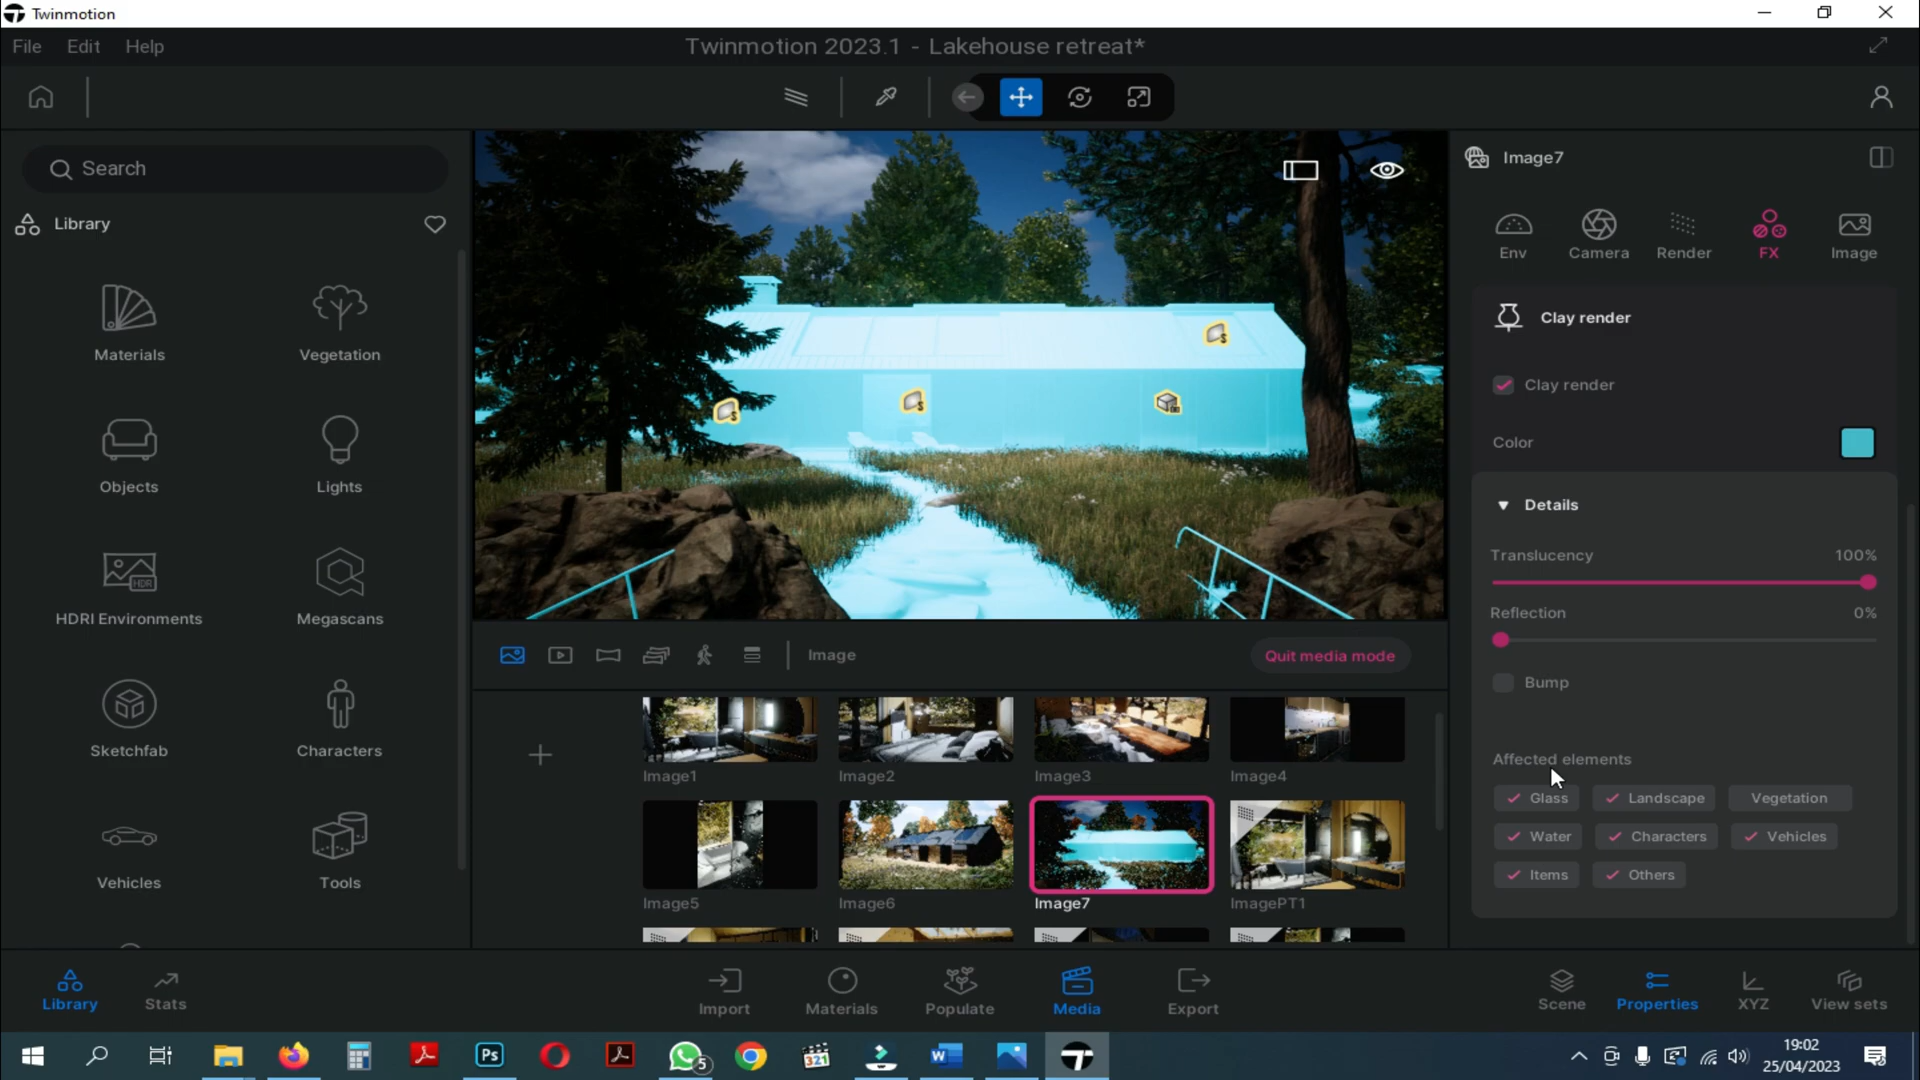 Twinmotion
File Edit Help
Twinmotion 2023.1 - Lakehouse retreat*
Search
Library
Materials
Vegetation
Objects
Lights
HDR
HDRI Environments
Megascans
Sketchfab
Characters
Vehicles
Tools
Image
Quit media mode
Image1
Image2
Image3
Image4
Image5
Image6
Image7
ImagePT1
Image7
Env
Camera
Render
FX
Image
Clay render
Clay render
Color
Details
Translucency 100%
Reflection 0%
Bump
Affected elements
Glass
Landscape
Vegetation
Water
Characters
Vehicles
Items
Others
Library
Stats
Import
Materials
Populate
Media
Export
Scene
Properties
XYZ
View sets
Ps
5
321
W
19:02
25/04/2023